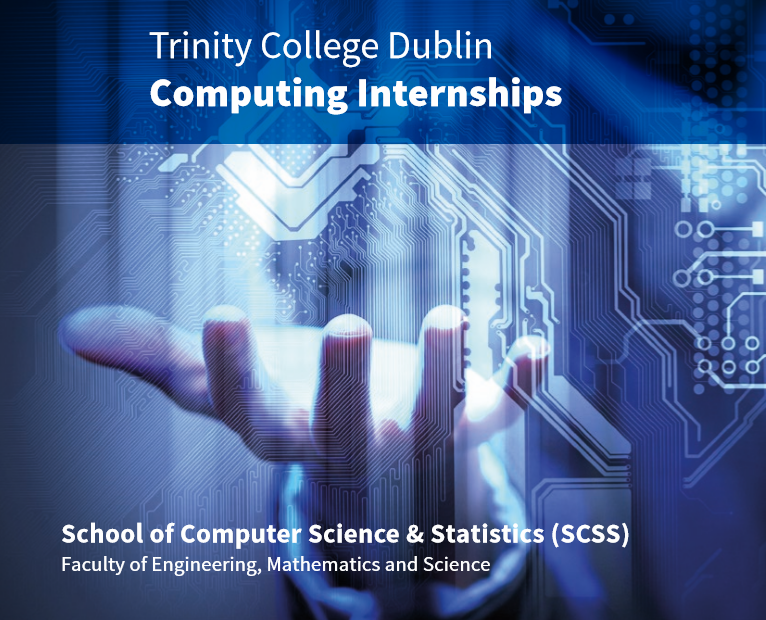 Trinity College Dublin
Computing Internships
School of Computer Science & Statistics (SCSS)
Faculty of Engineering, Mathematics and Science